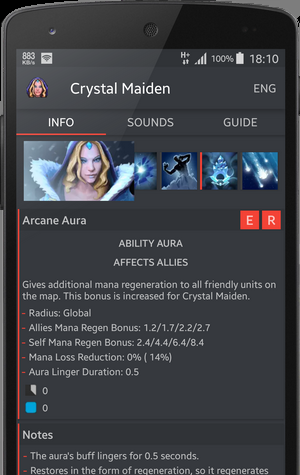 883
KB/s
H+
100%
18:10
Crystal Maiden
ENG
INFO
SOUNDS
GUIDE
Arcane Aura
E R
ABILITY AURA
AFFECTS ALLIES
Gives additional mana regeneration to all friendly units on
the map. This bonus is increased for Crystal Maiden.
- Radius: Global
- Allies Mana Regen Bonus: 1.2/1.7/2.2/2.7
- Self Mana Regen Bonus: 2.4/4.4/6.4/8.4
- Mana Loss Reduction: 0% ( 14%)
- Aura Linger Duration: 0.5
0
0
Notes
- The aura's buff lingers for 0.5 seconds.
- Restores in the form of regeneration, so it regenerates